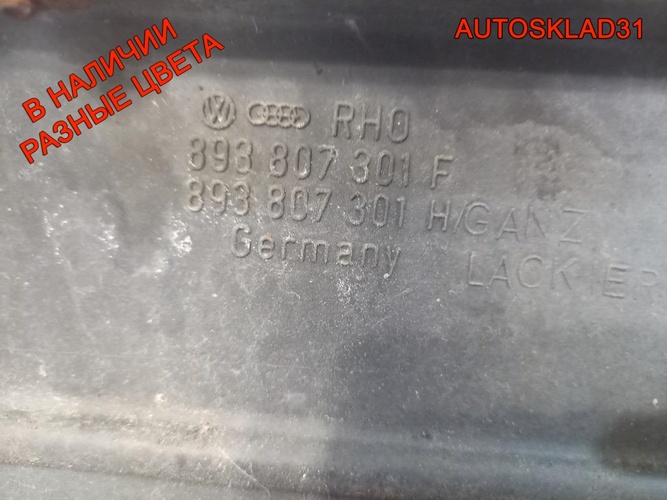 AUTOSKLAD31
В НАЛИЧИИ
РАЗНЫЕ ЦВЕТА
RHO
893 807 301 F
893 807 301 H/GANZ
Germany
LACKIER